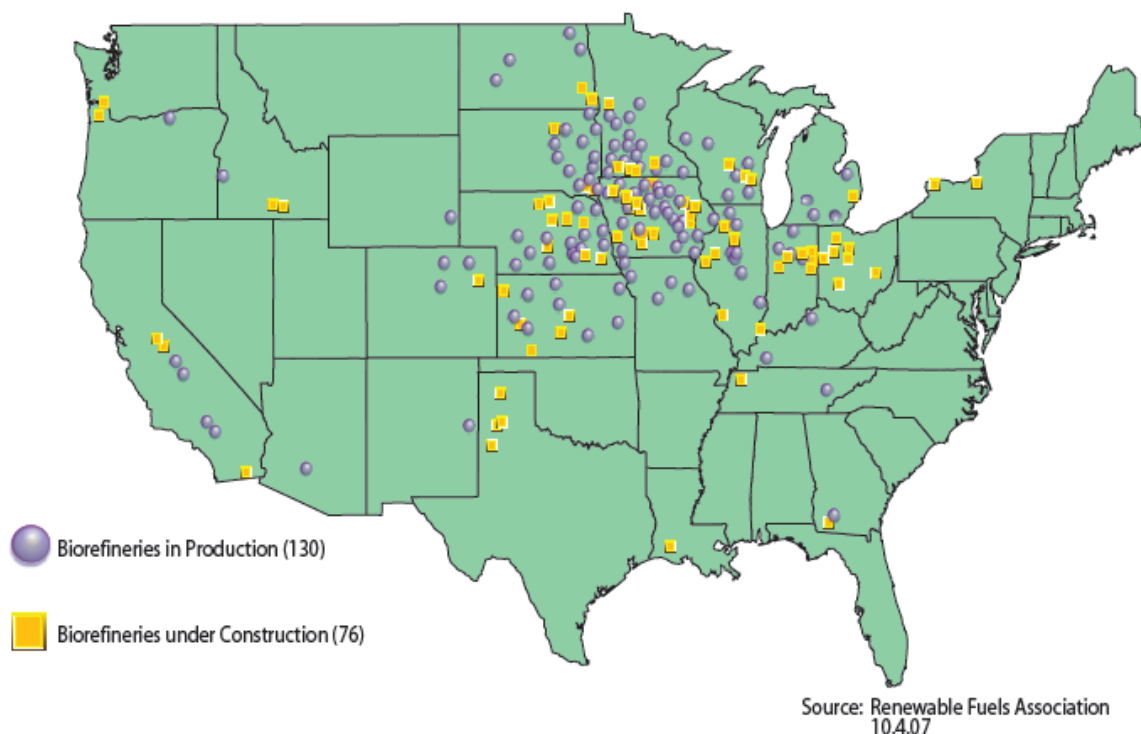 Biorefineries in Production (130)
Biorefineries under Construction (76)
Source: Renewable Fuels Association
10.4.07